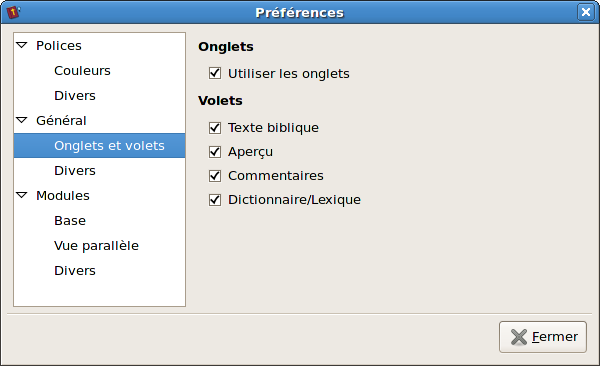 Préférences
Polices
Couleurs
Divers
Général
Onglets et volets
Divers
Modules
Base
Vue parallèle
Divers
Onglets
Utiliser les onglets
Volets
Texte biblique
Aperçu
Commentaires
Dictionnaire/Lexique
Fermer